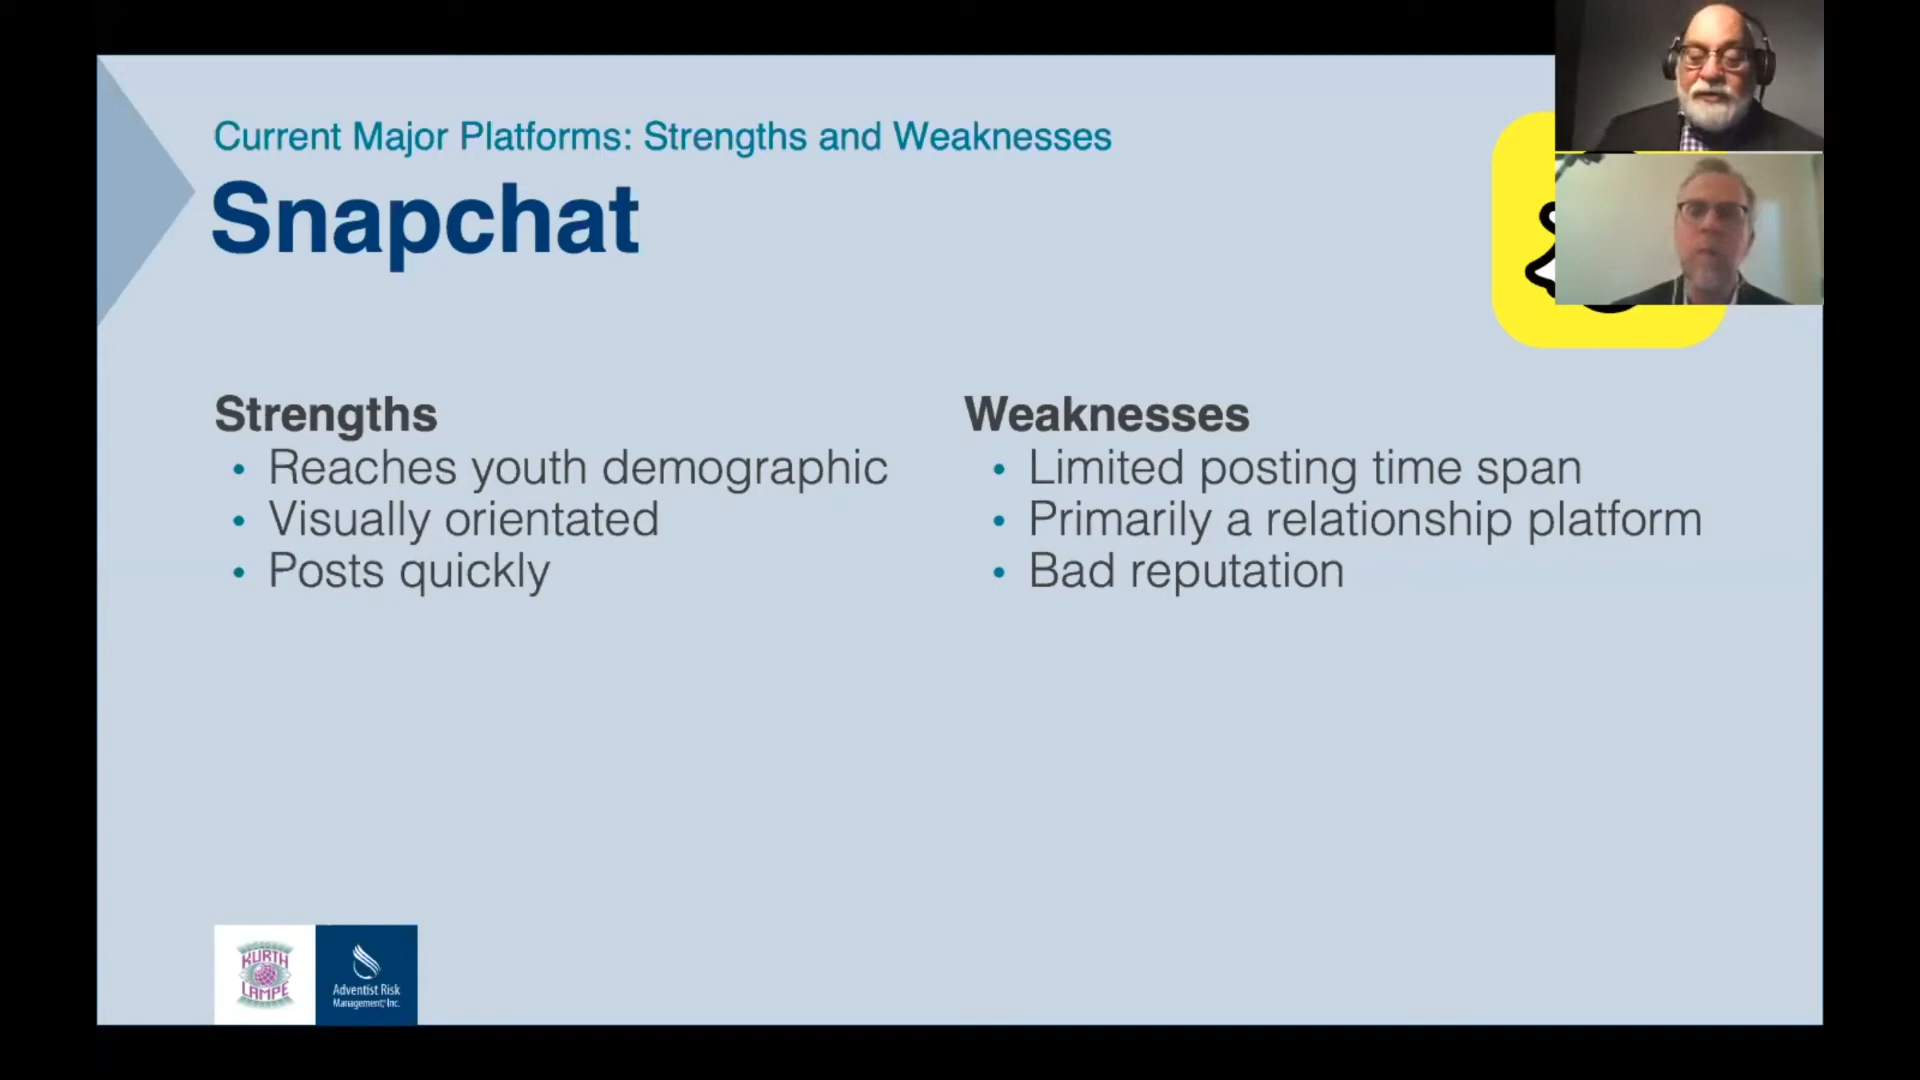 Current Major Platforms: Strengths and Weaknesses
Snapchat
Strengths
• Reaches youth demographic
• Visually orientated
• Posts quickly
Weaknesses
• Limited posting time span
• Primarily a relationship platform
• Bad reputation
KURTH
LAMPE
Adventist Risk
Management, Inc.